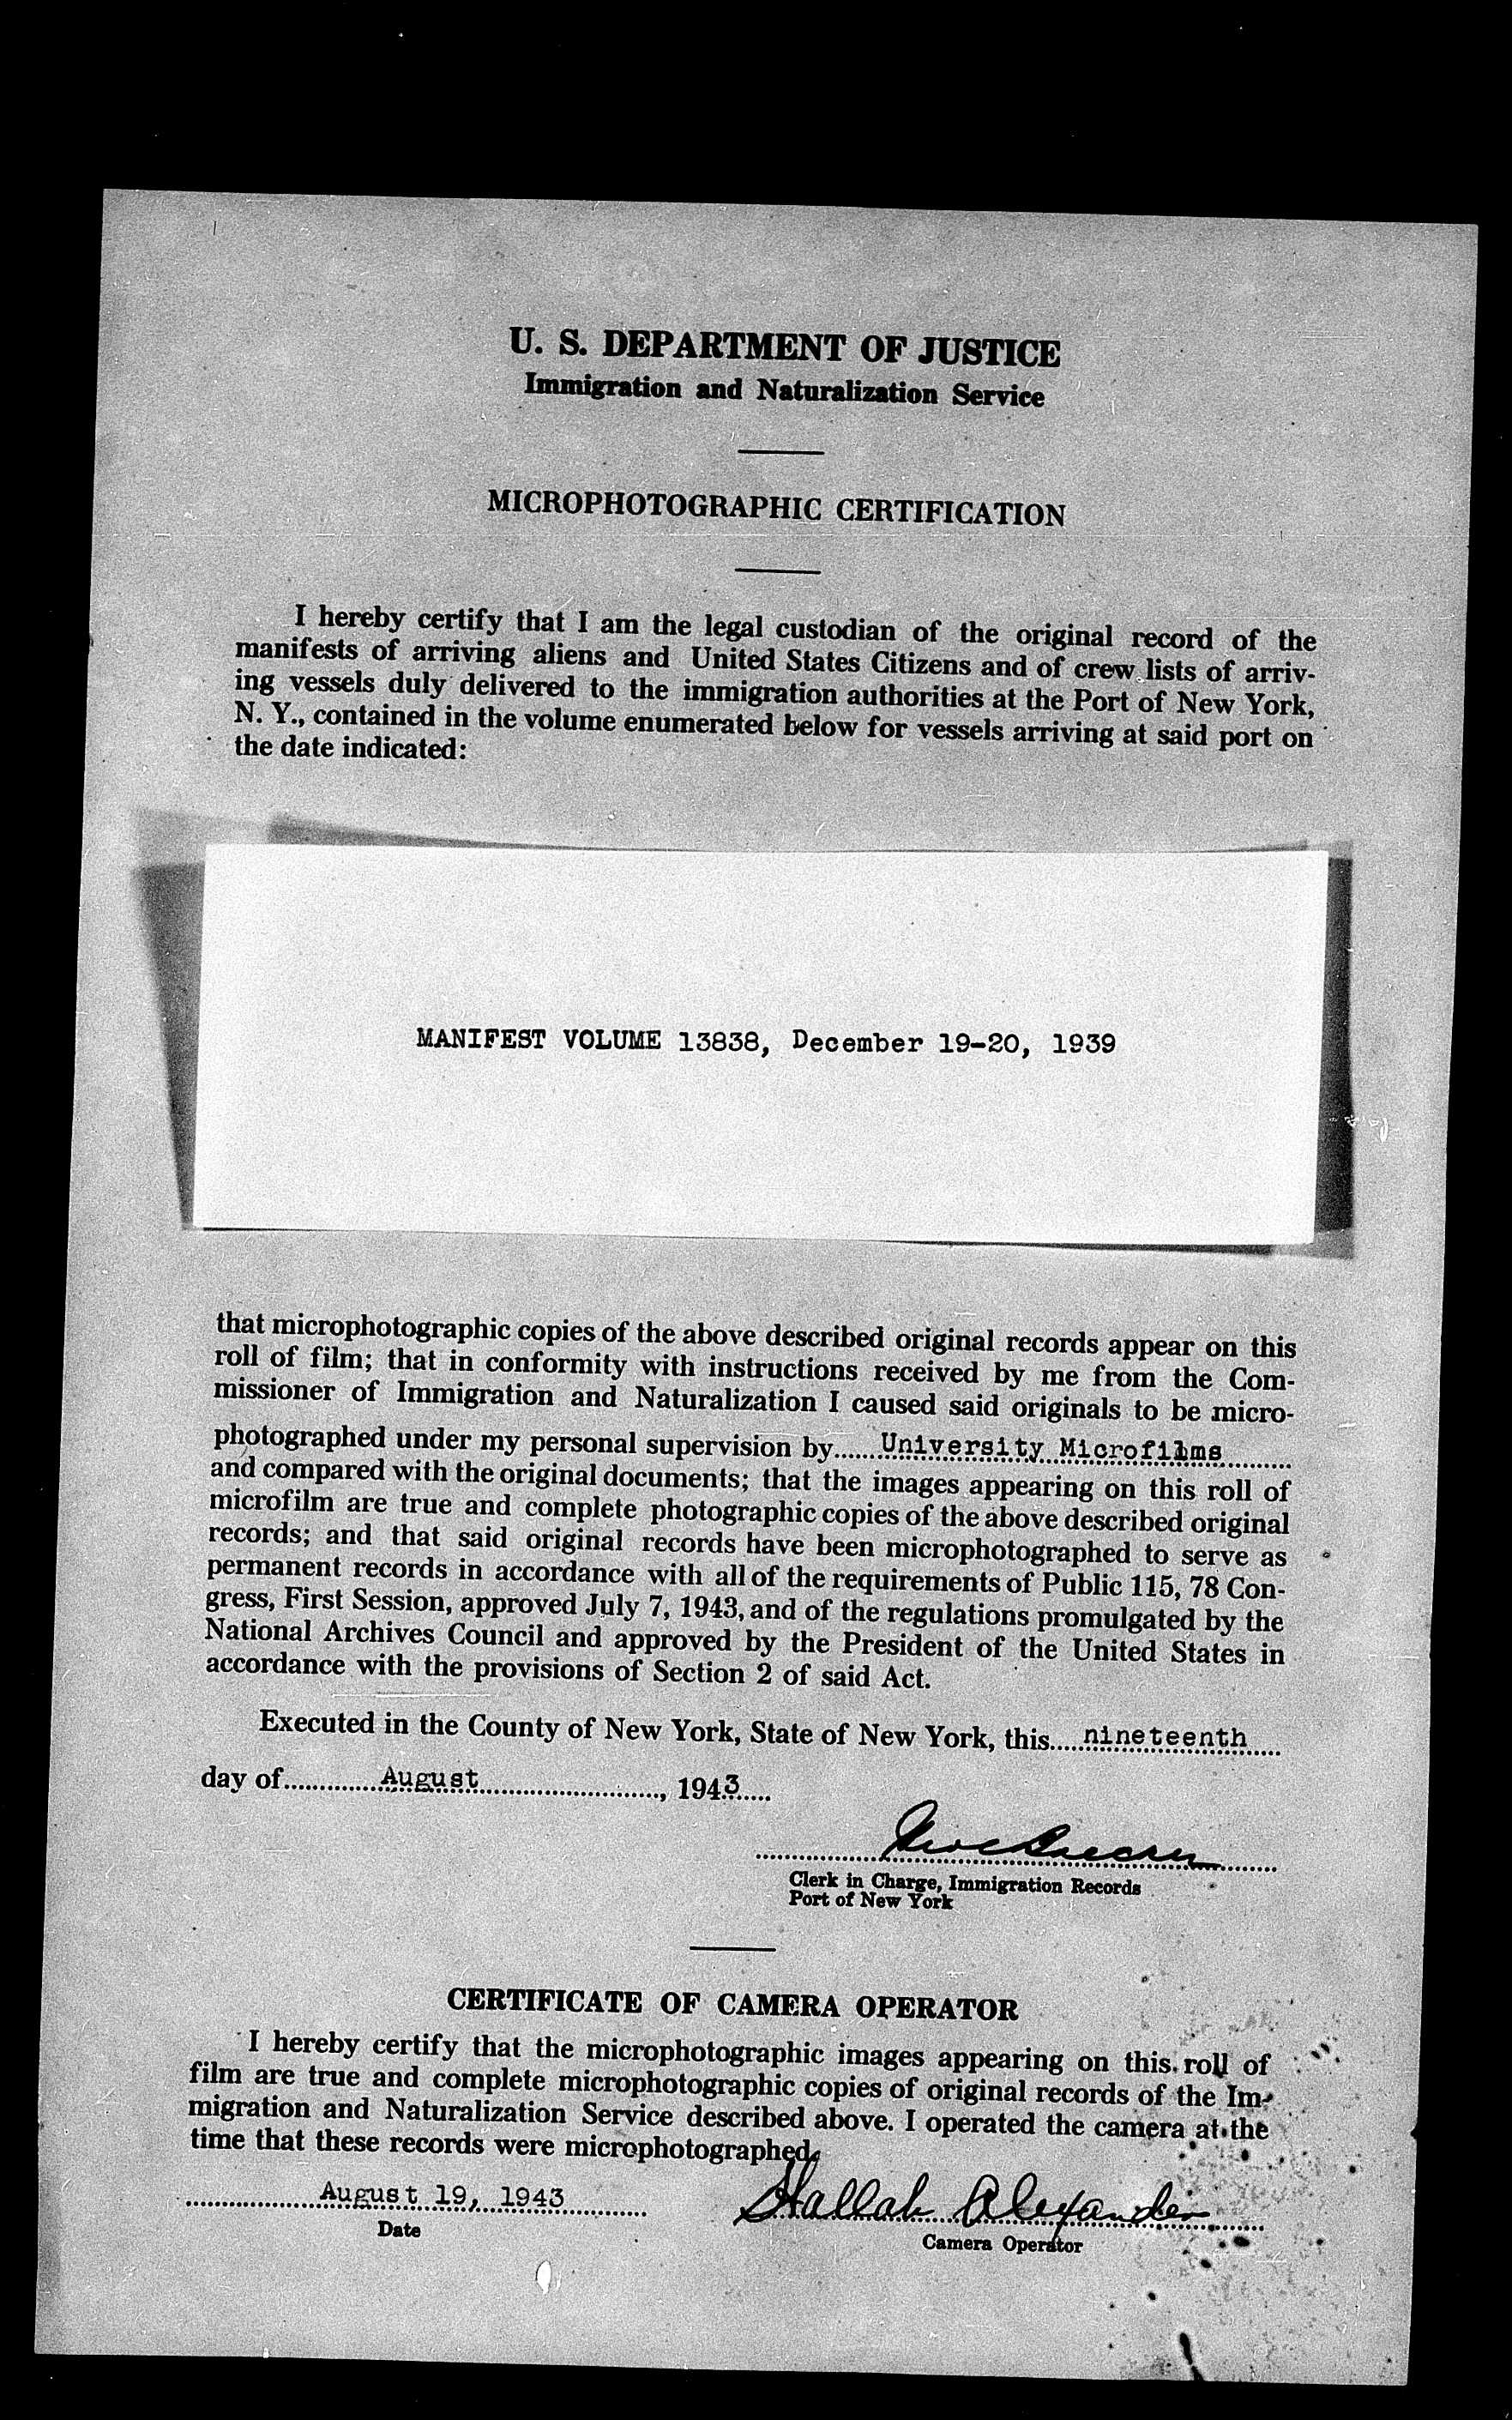 U. S. DEPARTMENT OF JUSTICE
Immigration and Naturalization Service
MICROPHOTOGRAPHIC CERTIFICATION
I hereby certify that I am the legal custodian of the original record of the
manifests of arriving aliens and United States Citizens and of crew lists of arriv-
ing vessels duly delivered to the immigration authorities at the Port of New York,
N. Y., contained in the volume enumerated below for vessels arriving at said port on
the date indicated:
MANIFEST VOLUME 13838, December 19-20, 1939
that microphotographic copies of the above described original records appear on this
roll of film; that in conformity with instructions received by me from the Com-
missioner of Immigration and Naturalization I caused said originals to be micro-
photographed under my personal supervision by......University Microfilms..........
and compared with the original documents; that the images appearing on this roll of
microfilm are true and complete photographic copies of the above described original
records; and that said original records have been microphotographed to serve as
permanent records in accordance with all of the requirements of Public 115, 78 Con-
gress, First Session, approved July 7, 1943, and of the regulations promulgated by the
National Archives Council and approved by the President of the United States in
accordance with the provisions of Section 2 of said Act.
Executed in the County of New York, State of New York, this.....nineteenth.....
day of.............August..........................., 1943......
Clerk in Charge, Immigration Records
Port of New York
CERTIFICATE OF CAMERA OPERATOR
I hereby certify that the microphotographic images appearing on this roll of
film are true and complete microphotographic copies of original records of the Im-
migration and Naturalization Service described above. I operated the camera at the
time that these records were microphotographed.
August 19, 1943 Hallah Alexander
Date
Camera Operator